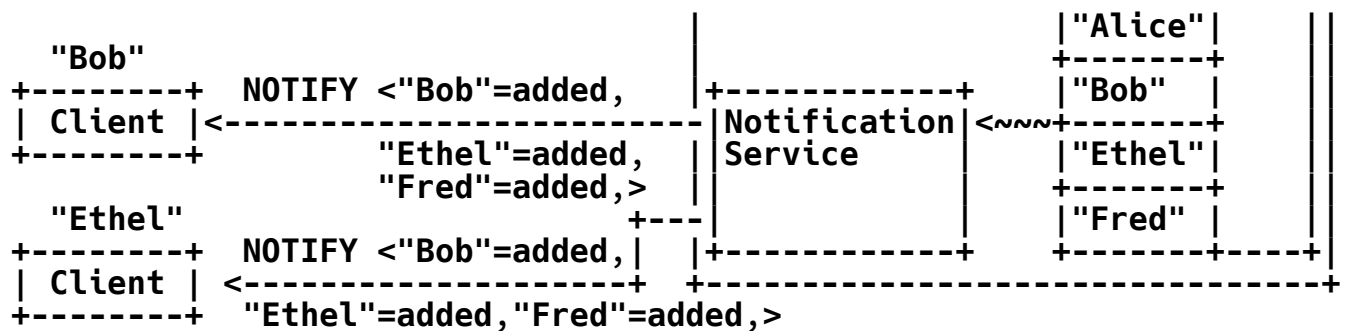 |                      |"Alice"|     ||
  "Bob"                                    |                      +-------+     ||
+--------+  NOTIFY <"Bob"=added,   |+------------+     |"Bob"  |     ||
| Client |<-------------------------|Notification|<~~~+-------+     ||
+--------+           "Ethel"=added,  ||Service     |     |"Ethel"|     ||
                       "Fred"=added,>  ||            |     +-------+     ||
  "Ethel"                            +---|            |     |"Fred" |     ||
+--------+  NOTIFY <"Bob"=added,|  |+------------+     +-------+----+|
| Client | <--------------------+  +--------------------------------+
+--------+  "Ethel"=added,"Fred"=added,>